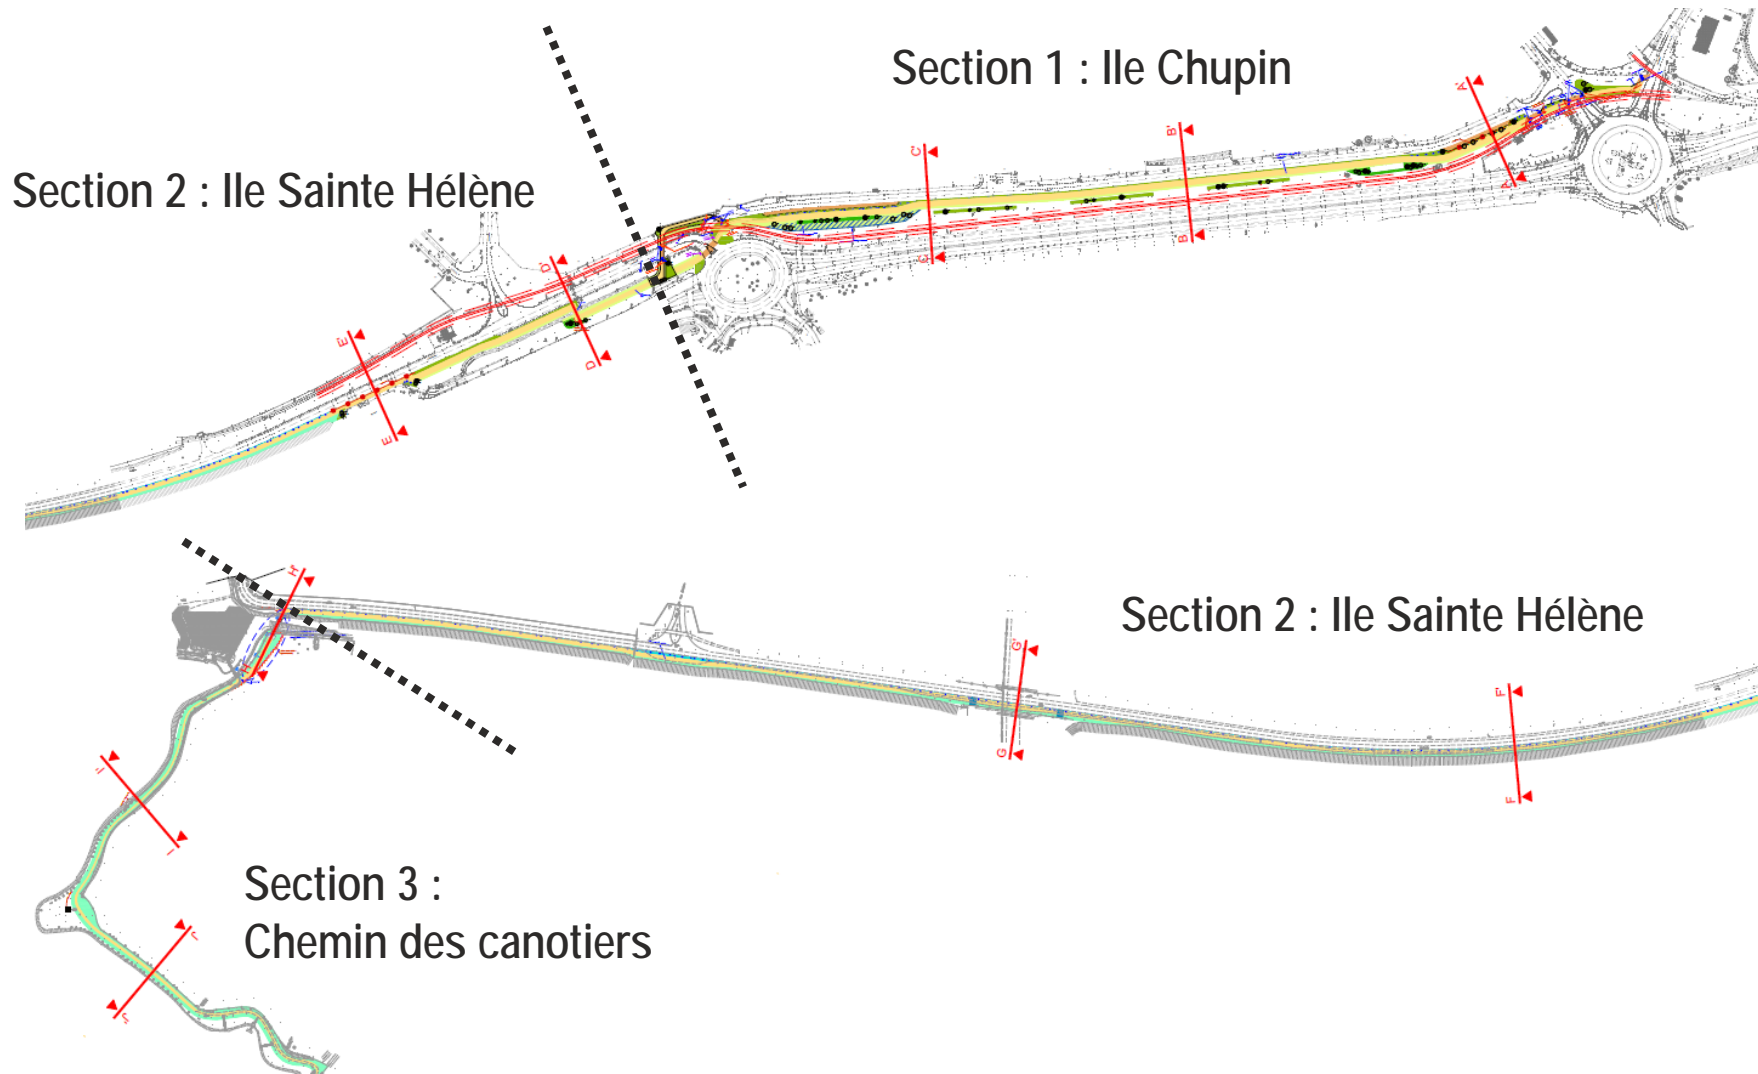 Section 1 : Ile Chupin
A'
B'
C'
Section 2 : Ile Sainte Hélène
A
B
C
D'
E'
D
E
H'
Section 2 : Ile Sainte Hélène
G'
H
F'
G
I'
F
I
Section 3 :
Chemin des canotiers
J
J'